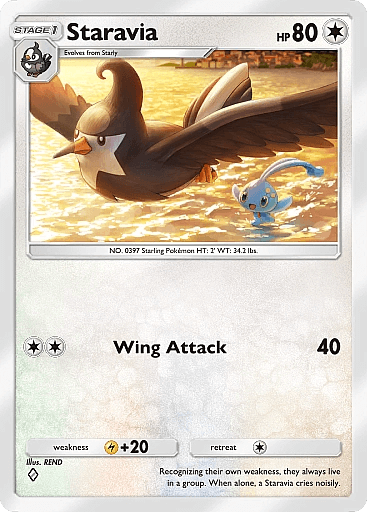 STAGE 1
Staravia
HP 80
Evolves from Starly
NO. 0397 Starling Pokémon HT: 2' WT: 34.2 lbs.
Wing Attack 40
weakness +20 retreat
Illus. REND
Recognizing their own weakness, they always live
in a group. When alone, a Staravia cries noisily.